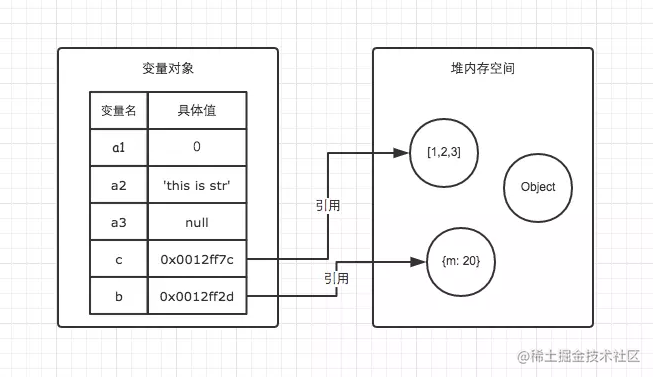 变量对象
变量名 具体值
a1 0
a2 'this is str'
a3 null
c 0x0012ff7c
b 0x0012ff2d
引用
引用
堆内存空间
[1,2,3]
Object
{m: 20}
@稀土掘金技术社区